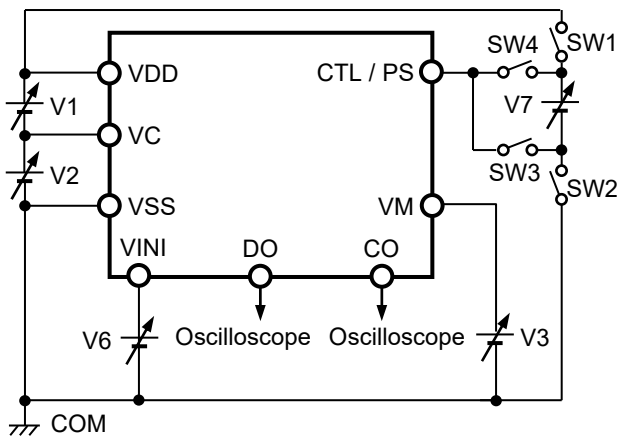 SW1
SW4
VDD
CTL / PS
V7
V1
VC
V2
SW3
SW2
VSS
VM
VINI
DO
CO
V6
Oscilloscope
Oscilloscope
V3
COM